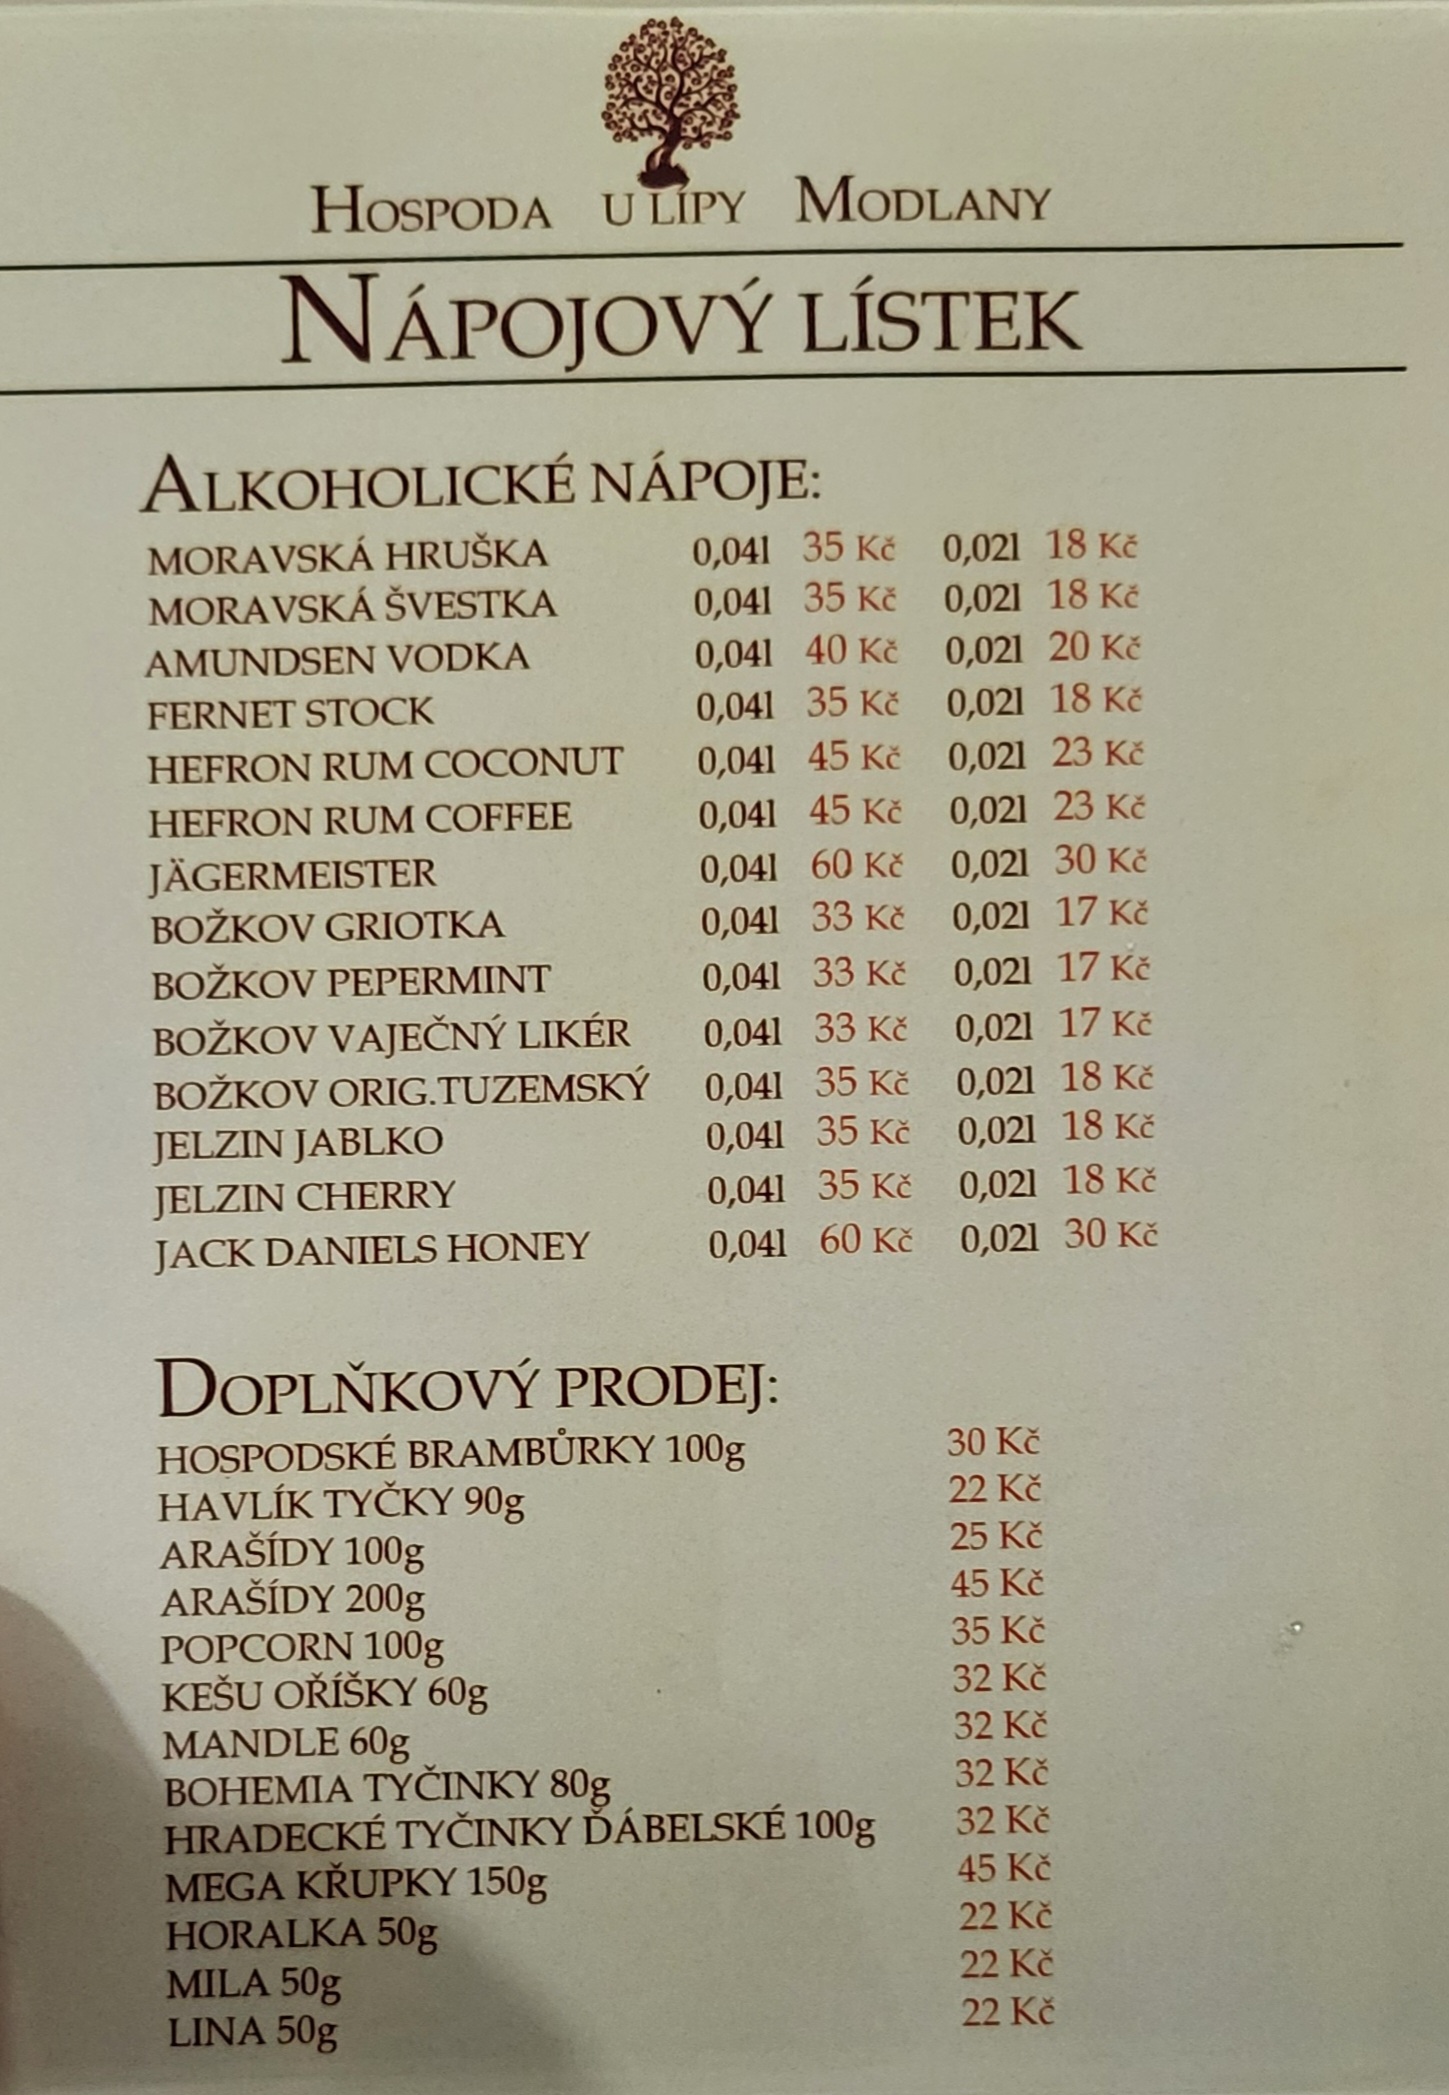 HOSPODA U LÍPY MODLANY
NÁPOJOVÝ LÍSTEK
ALKOHOLICKÉ NÁPOJE:
MORAVSKÁ HRUŠKA 0,04l 35 Kč 0,02l 18 Kč
MORAVSKÁ ŠVESTKA 0,04l 35 Kč 0,02l 18 Kč
AMUNDSEN VODKA 0,04l 40 Kč 0,02l 20 Kč
FERNET STOCK 0,04l 35 Kč 0,02l 18 Kč
HEFRON RUM COCONUT 0,04l 45 Kč 0,02l 23 Kč
HEFRON RUM COFFEE 0,04l 45 Kč 0,02l 23 Kč
JÄGERMEISTER 0,04l 60 Kč 0,02l 30 Kč
BOŽKOV GRIOTKA 0,04l 33 Kč 0,02l 17 Kč
BOŽKOV PEPERMINT 0,04l 33 Kč 0,02l 17 Kč
BOŽKOV VAJEČNÝ LIKÉR 0,04l 33 Kč 0,02l 17 Kč
BOŽKOV ORIG.TUZEMSKÝ 0,04l 35 Kč 0,02l 18 Kč
JELZIN JABLKO 0,04l 35 Kč 0,02l 18 Kč
JELZIN CHERRY 0,04l 35 Kč 0,02l 18 Kč
JACK DANIELS HONEY 0,04l 60 Kč 0,02l 30 Kč
DOPLŇKOVÝ PRODEJ:
HOSPODSKÉ BRAMBŮRKY 100g 30 Kč
HAVLÍK TYČKY 90g 22 Kč
ARAŠÍDY 100g 25 Kč
ARAŠÍDY 200g 45 Kč
POPCORN 100g 35 Kč
KEŠU OŘÍŠKY 60g 32 Kč
MANDLE 60g 32 Kč
BOHEMIA TYČINKY 80g 32 Kč
HRADECKÉ TYČINKY ĎÁBELSKÉ 100g 32 Kč
MEGA KŘUPKY 150g 45 Kč
HORALKA 50g 22 Kč
MILA 50g 22 Kč
LINA 50g 22 Kč